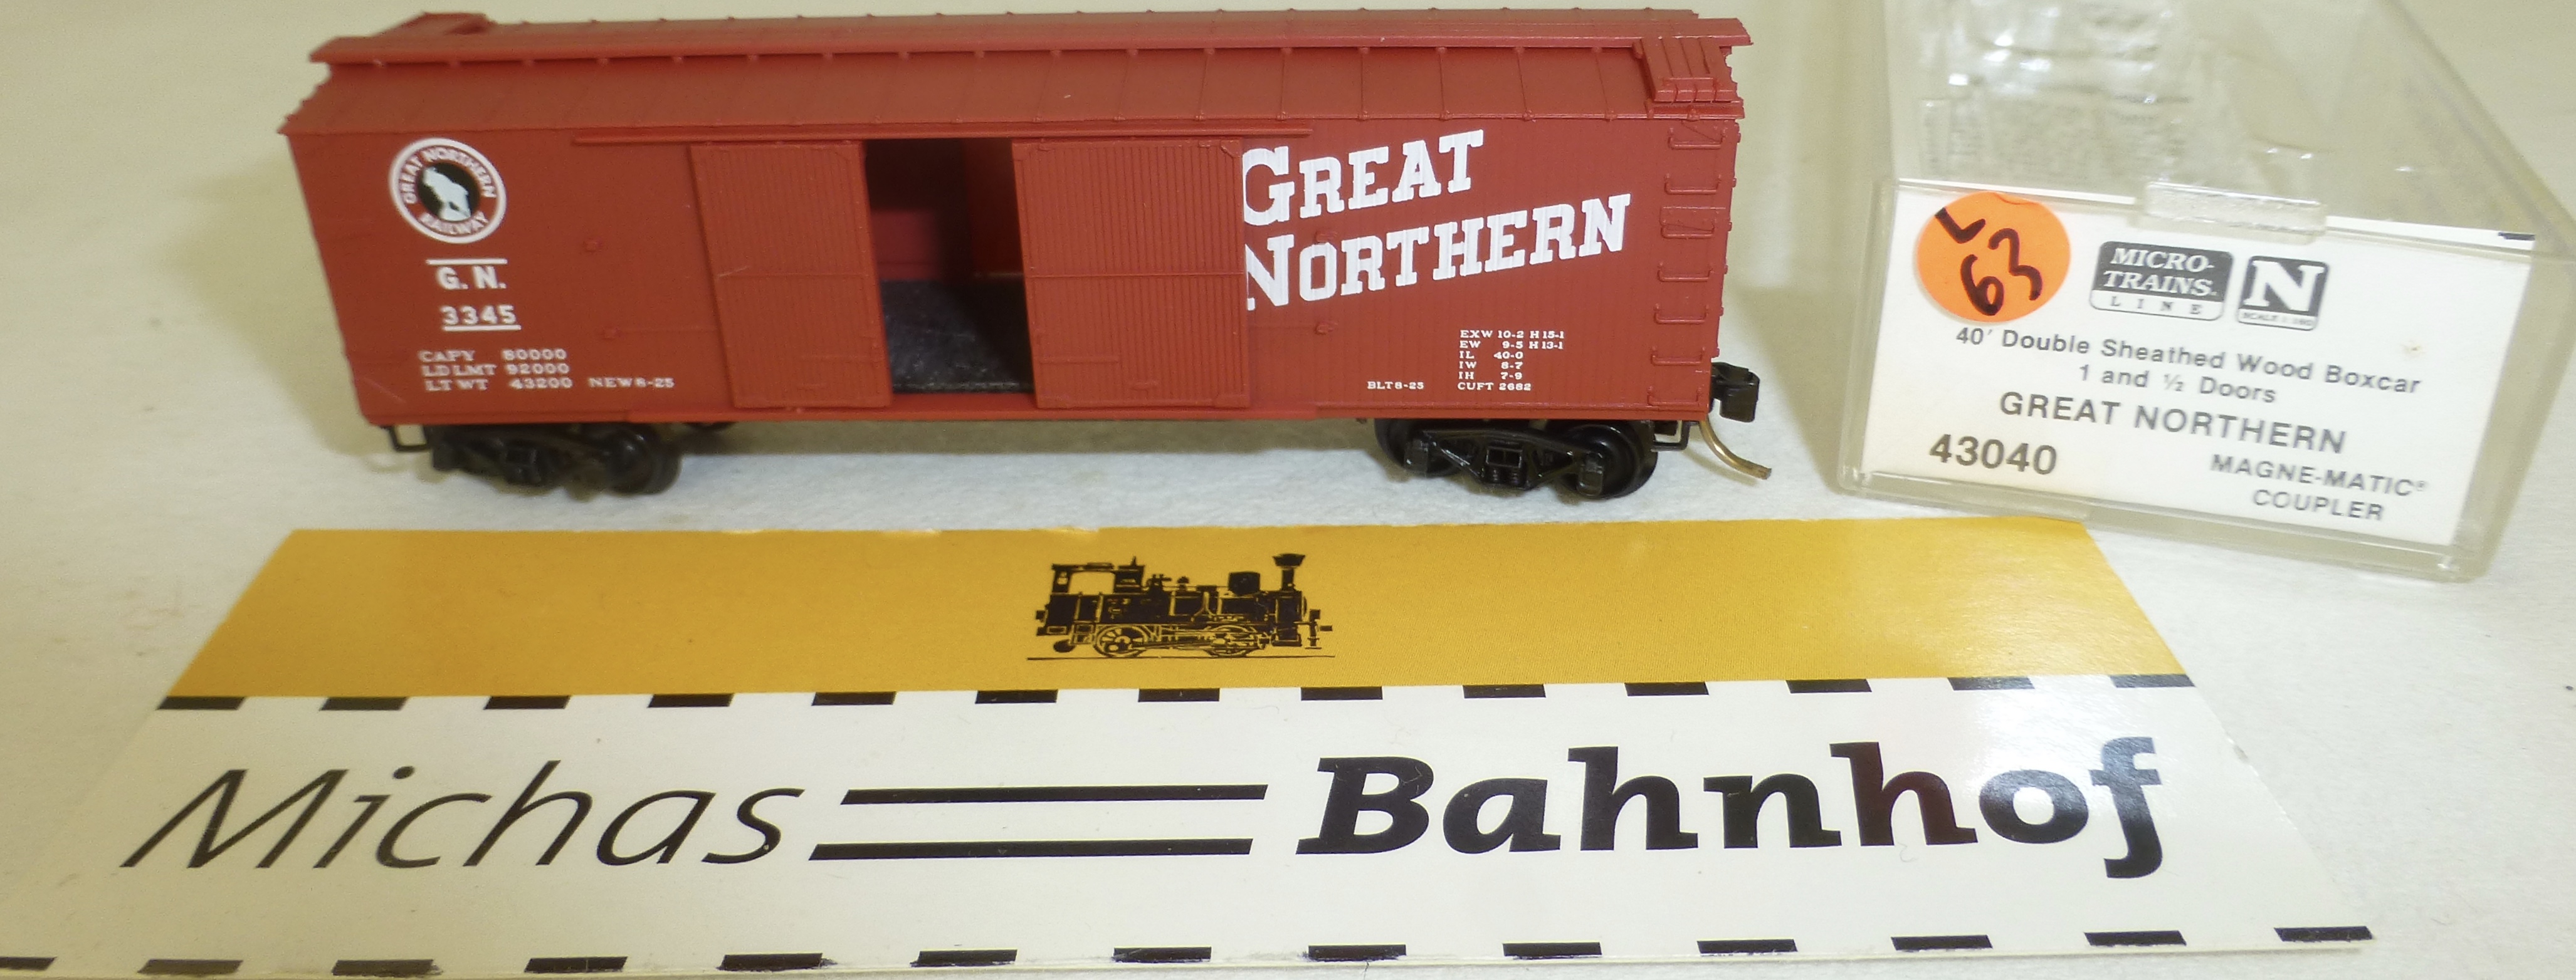 GREAT NORTHERN
RAILWAY
G. N.
3345
CAPY 80000
LD LMT 92000
LT WT 43200 NEW 8-25
GREAT
NORTHERN
EXW 10-2 H 15-1
EW 9-5 H 13-1
IL 40-0
IW 8-7
IH 7-9
BLT 8-25 CUFT 2682
L
63
MICRO-
TRAINS
LINE
N
SCALE 1:160
40' Double Sheathed Wood Boxcar
1 and ½ Doors
GREAT NORTHERN
43040
MAGNE-MATIC®
COUPLER
Michas Bahnhof